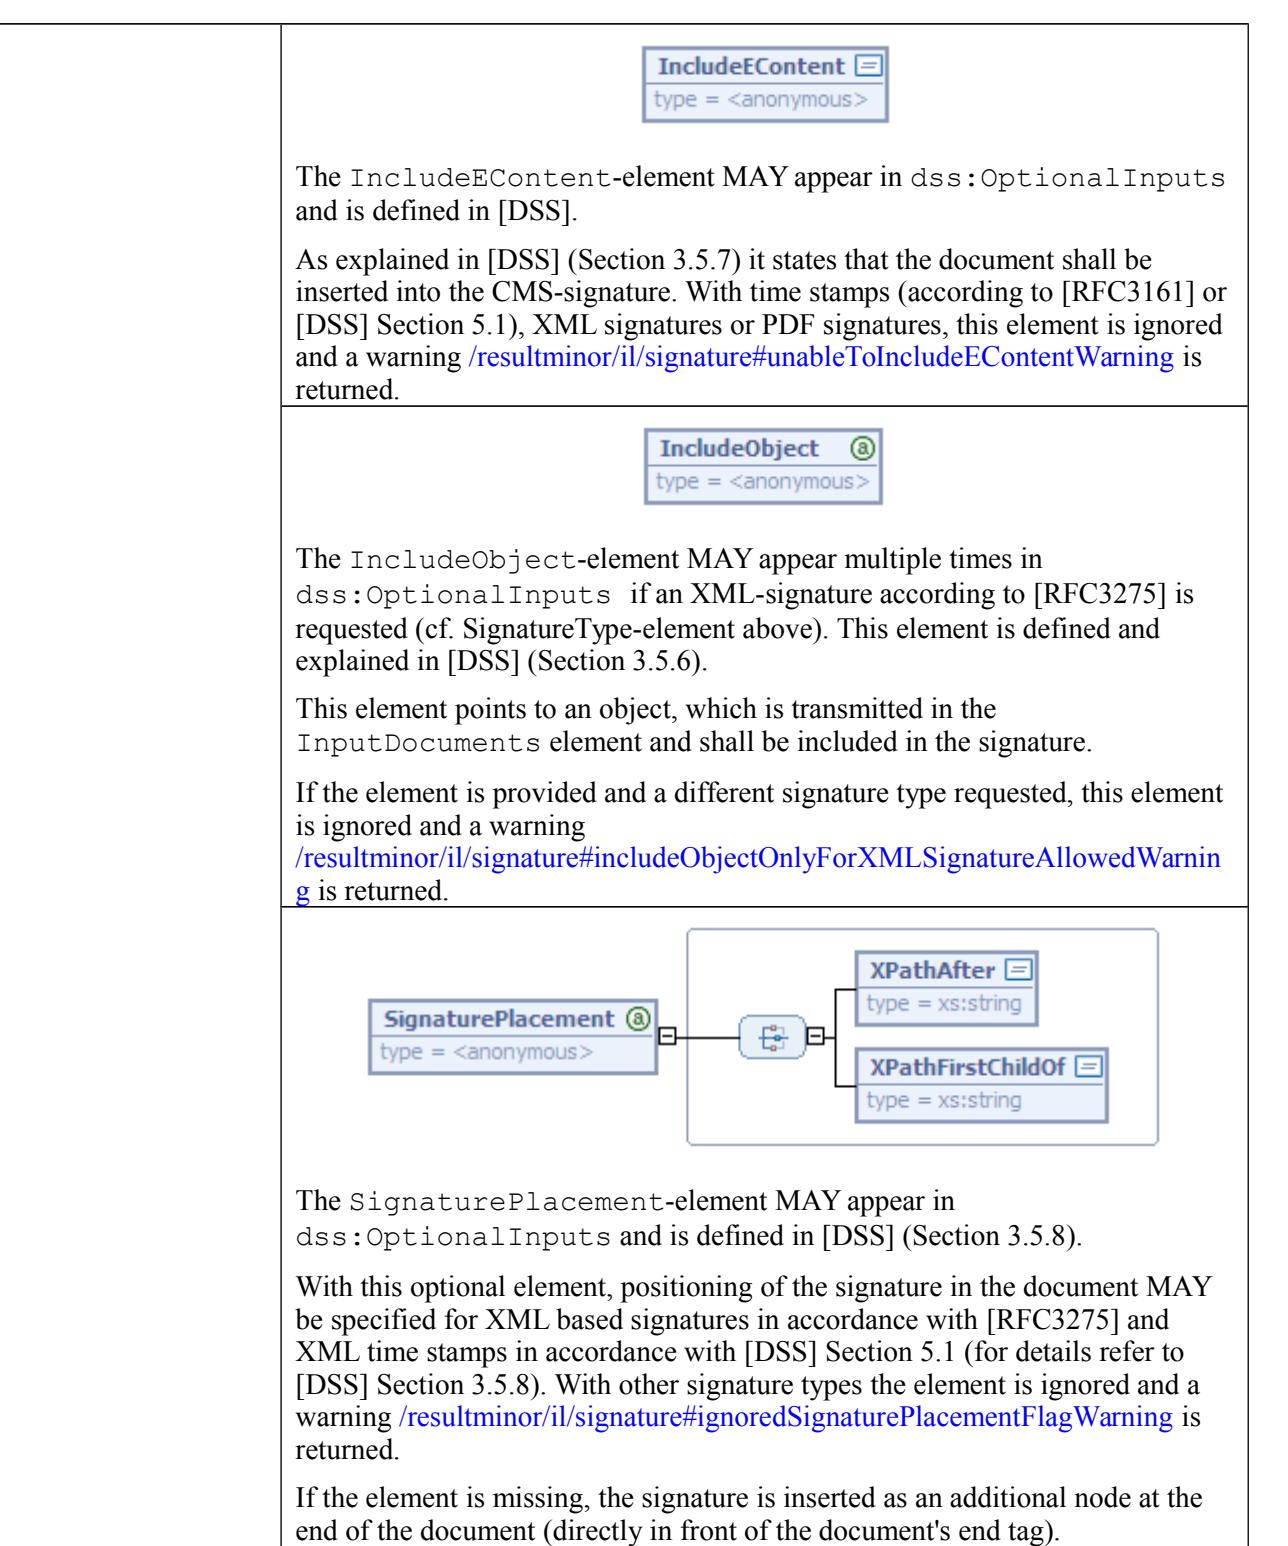 IncludeEContent
type = <anonymous>
The IncludeEContent-element MAY appear in dss:OptionalInputs
and is defined in [DSS].
As explained in [DSS] (Section 3.5.7) it states that the document shall be
inserted into the CMS-signature. With time stamps (according to [RFC3161] or
[DSS] Section 5.1), XML signatures or PDF signatures, this element is ignored
and a warning /resultminor/il/signature#unableToIncludeEContentWarning is
returned.
IncludeObject @
type = <anonymous>
The IncludeObject-element MAY appear multiple times in
dss:OptionalInputs if an XML-signature according to [RFC3275] is
requested (cf. SignatureType-element above). This element is defined and
explained in [DSS] (Section 3.5.6).
This element points to an object, which is transmitted in the
InputDocuments element and shall be included in the signature.
If the element is provided and a different signature type requested, this element
is ignored and a warning
/resultminor/il/signature#includeObjectOnlyForXMLSignatureAllowedWarnin
g is returned.
XPathAfter
type = xs:string
SignaturePlacement @
type = <anonymous>
XPathFirstChildOf
type = xs:string
The SignaturePlacement-element MAY appear in
dss:OptionalInputs and is defined in [DSS] (Section 3.5.8).
With this optional element, positioning of the signature in the document MAY
be specified for XML based signatures in accordance with [RFC3275] and
XML time stamps in accordance with [DSS] Section 5.1 (for details refer to
[DSS] Section 3.5.8). With other signature types the element is ignored and a
warning /resultminor/il/signature#ignoredSignaturePlacementFlagWarning is
returned.
If the element is missing, the signature is inserted as an additional node at the
end of the document (directly in front of the document's end tag).